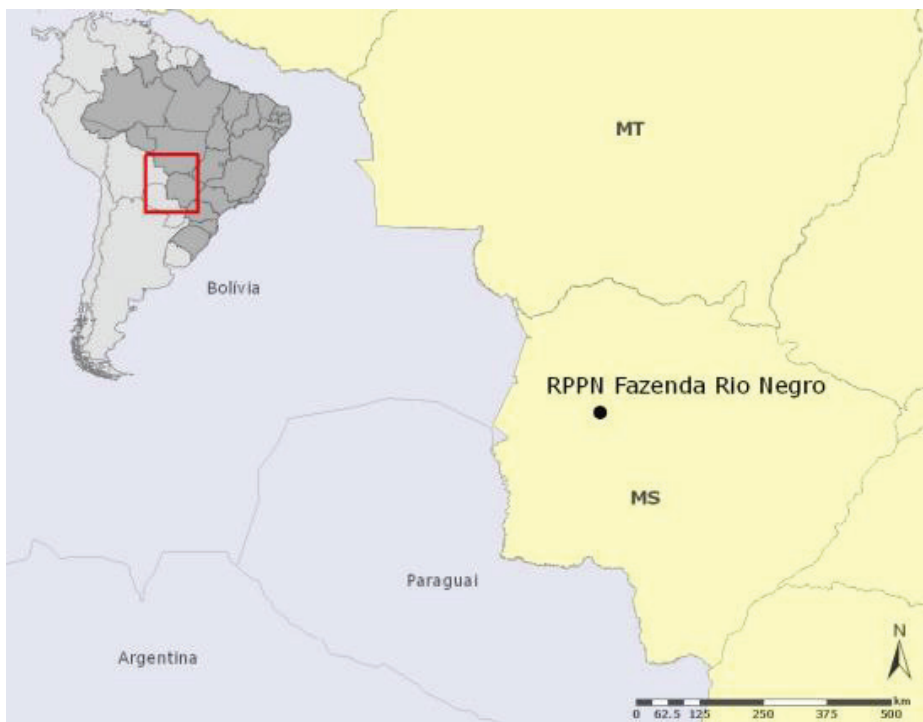 MT
Bolívia
RPPN Fazenda Rio Negro
MS
Paraguai
Argentina
N
km
0 62.5 125 250 375 500